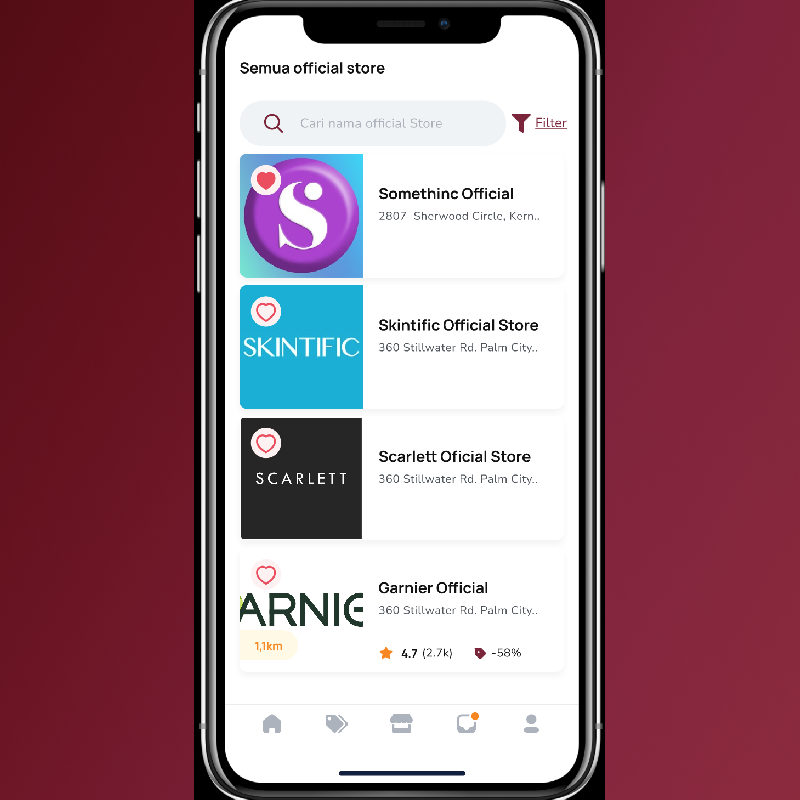 Semua official store
Cari nama official Store
Filter
S
Somethinc Official
2807 Sherwood Circle, Kern..
SKINTIFIC
Skintific Official Store
360 Stillwater Rd. Palm City..
SCARLETT
Scarlett Oficial Store
360 Stillwater Rd. Palm City..
ARNIE
Garnier Official
360 Stillwater Rd. Palm City..
1,1km
4.7 (2.7k)
-58%